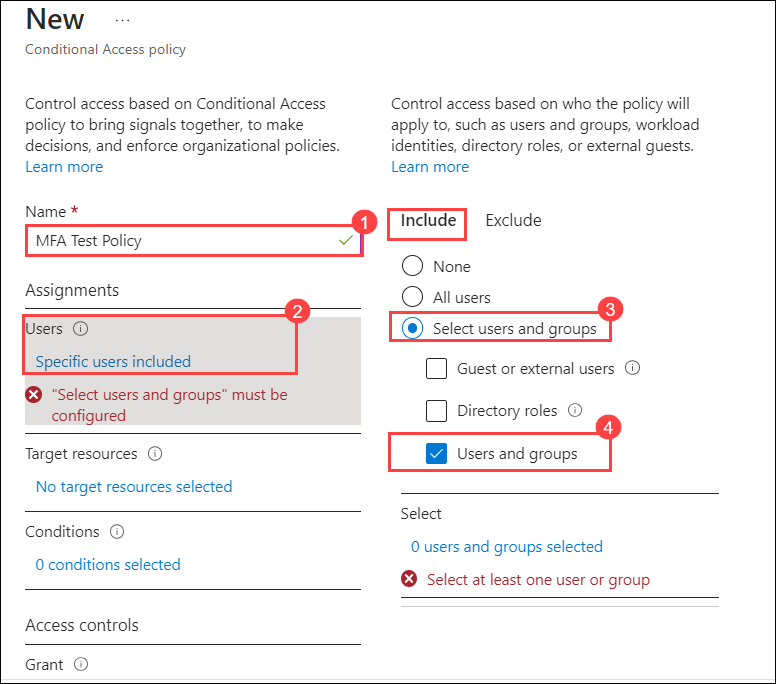 New ...
Conditional Access policy
Control access based on Conditional Access
policy to bring signals together, to make
decisions, and enforce organizational policies.
Learn more
Name *
1
MFA Test Policy
Assignments
2
Users
Specific users included
"Select users and groups" must be
configured
Target resources
No target resources selected
Conditions
0 conditions selected
Access controls
Grant
Control access based on who the policy will
apply to, such as users and groups, workload
identities, directory roles, or external guests.
Learn more
Include Exclude
None
All users
3
Select users and groups
Guest or external users
Directory roles
4
Users and groups
Select
0 users and groups selected
Select at least one user or group